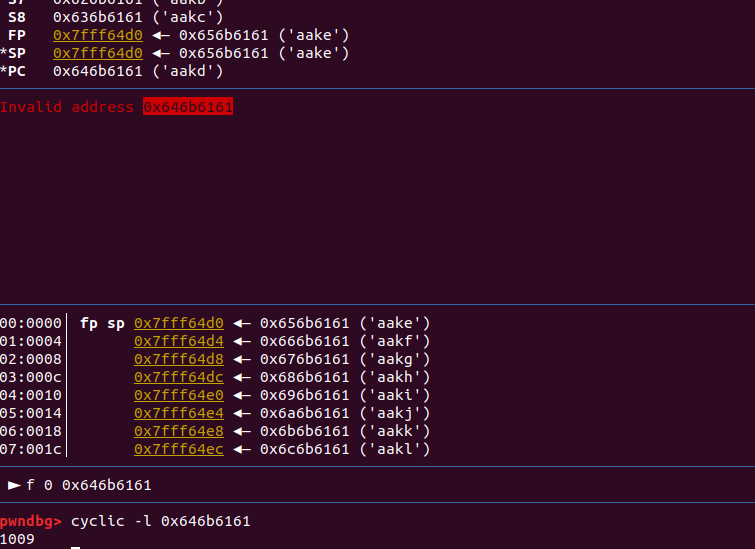 S7 0x626b6161 ('aakb')
S8 0x636b6161 ('aakc')
FP 0x7fff64d0 ◂— 0x656b6161 ('aake')
*SP 0x7fff64d0 ◂— 0x656b6161 ('aake')
*PC 0x646b6161 ('aakd')
Invalid address 0x646b6161
00:0000│ fp sp 0x7fff64d0 ◂— 0x656b6161 ('aake')
01:0004│ 0x7fff64d4 ◂— 0x666b6161 ('aakf')
02:0008│ 0x7fff64d8 ◂— 0x676b6161 ('aakg')
03:000c│ 0x7fff64dc ◂— 0x686b6161 ('aakh')
04:0010│ 0x7fff64e0 ◂— 0x696b6161 ('aaki')
05:0014│ 0x7fff64e4 ◂— 0x6a6b6161 ('aakj')
06:0018│ 0x7fff64e8 ◂— 0x6b6b6161 ('aakk')
07:001c│ 0x7fff64ec ◂— 0x6c6b6161 ('aakl')
► f 0 0x646b6161
pwndbg> cyclic -l 0x646b6161
1009